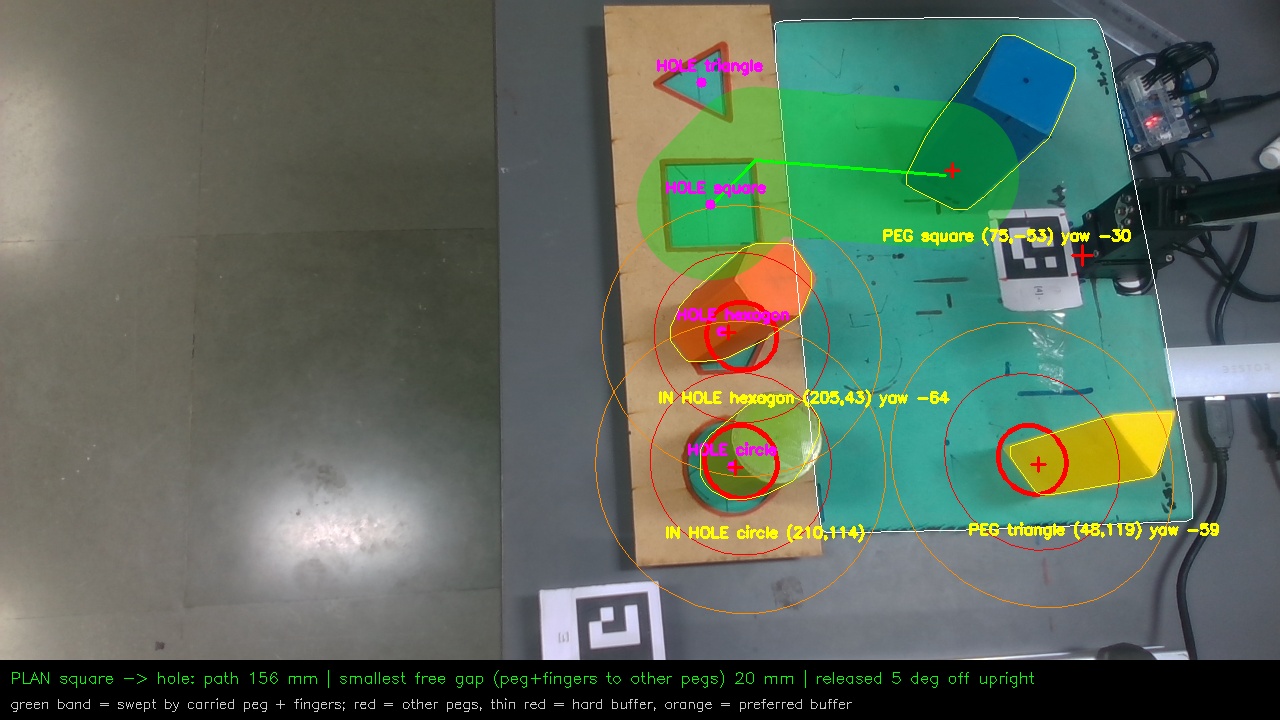 HOLE triangle
HOLE square
PEG square (75,-53) yaw -30
HOLE hexagon
IN HOLE hexagon (205,43) yaw -64
HOLE circle
IN HOLE circle (210,114)
PEG triangle (48,119) yaw -59
PLAN square -> hole: path 156 mm | smallest free gap (peg+fingers to other pegs) 20 mm | released 5 deg off upright
green band = swept by carried peg + fingers; red = other pegs, thin red = hard buffer, orange = preferred buffer